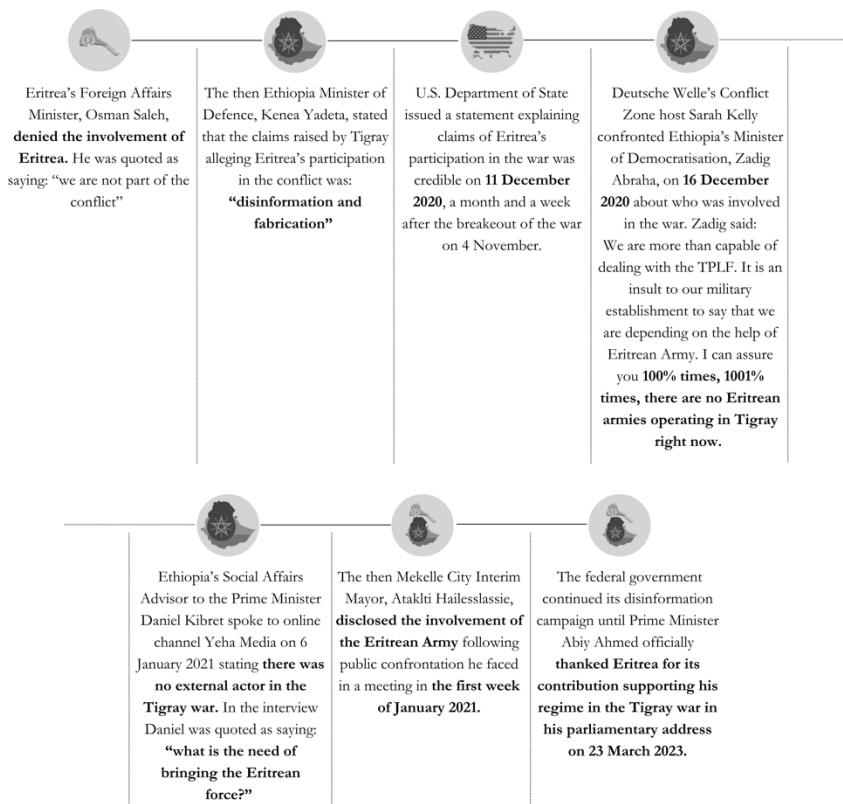 Eritrea's Foreign Affairs
Minister, Osman Saleh,
denied the involvement of
Eritrea. He was quoted as
saying: “we are not part of the
conflict”
The then Ethiopia Minister of
Defence, Kenea Yadeta, stated
that the claims raised by Tigray
alleging Eritrea's participation
in the conflict was:
“disinformation and
fabrication”
U.S. Department of State
issued a statement explaining
claims of Eritrea's
participation in the war was
credible on 11 December
2020, a month and a week
after the breakout of the war
on 4 November.
Deutsche Welle's Conflict
Zone host Sarah Kelly
confronted Ethiopia's Minister
of Democratisation, Zadig
Abraha, on 16 December
2020 about who was involved
in the war. Zadig said:
We are more than capable of
dealing with the TPLF. It is an
insult to our military
establishment to say that we
are depending on the help of
Eritrean Army. I can assure
you 100% times, 1001%
times, there are no Eritrean
armies operating in Tigray
right now.
Ethiopia's Social Affairs
Advisor to the Prime Minister
Daniel Kibret spoke to online
channel Yeha Media on 6
January 2021 stating there was
no external actor in the
Tigray war. In the interview
Daniel was quoted as saying:
“what is the need of
bringing the Eritrean
force?”
The then Mekelle City Interim
Mayor, Ataklti Hailesslassie,
disclosed the involvement of
the Eritrean Army following
public confrontation he faced
in a meeting in the first week
of January 2021.
The federal government
continued its disinformation
campaign until Prime Minister
Abiy Ahmed officially
thanked Eritrea for its
contribution supporting his
regime in the Tigray war in
his parliamentary address
on 23 March 2023.